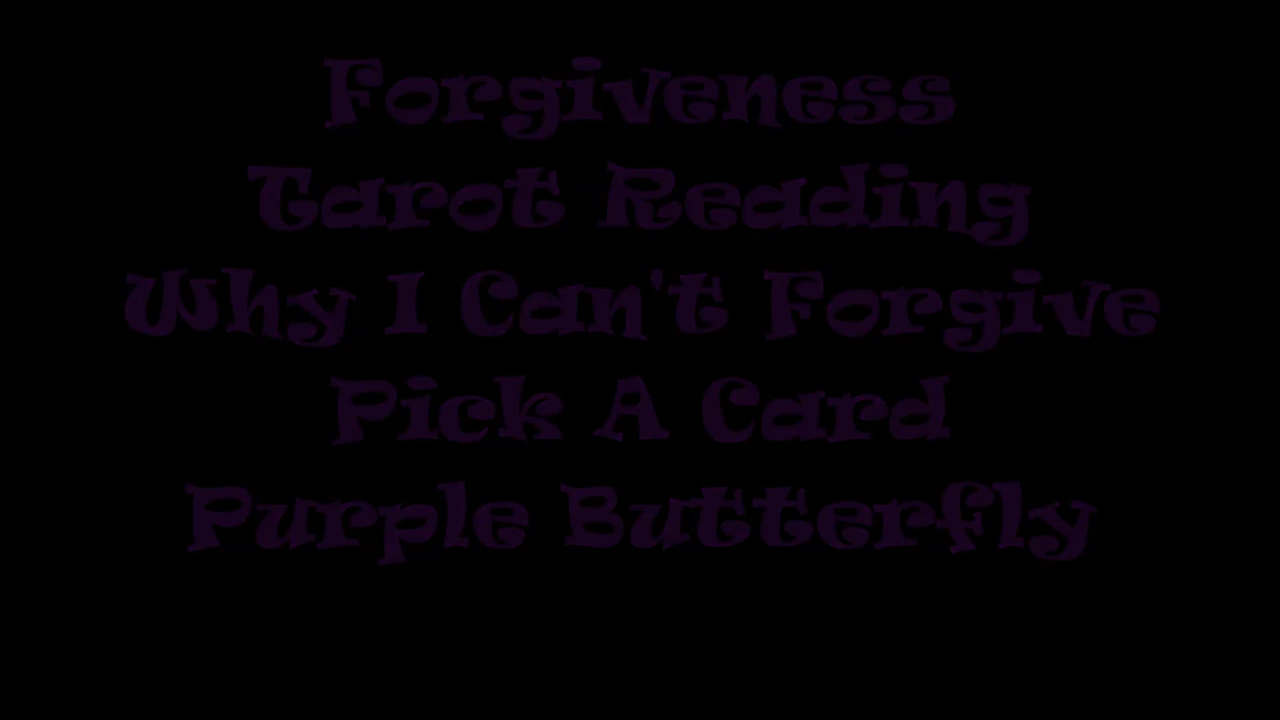 Forgiveness
Tarot Reading
Why I Can't Forgive
Pick A Card
Purple Butterfly